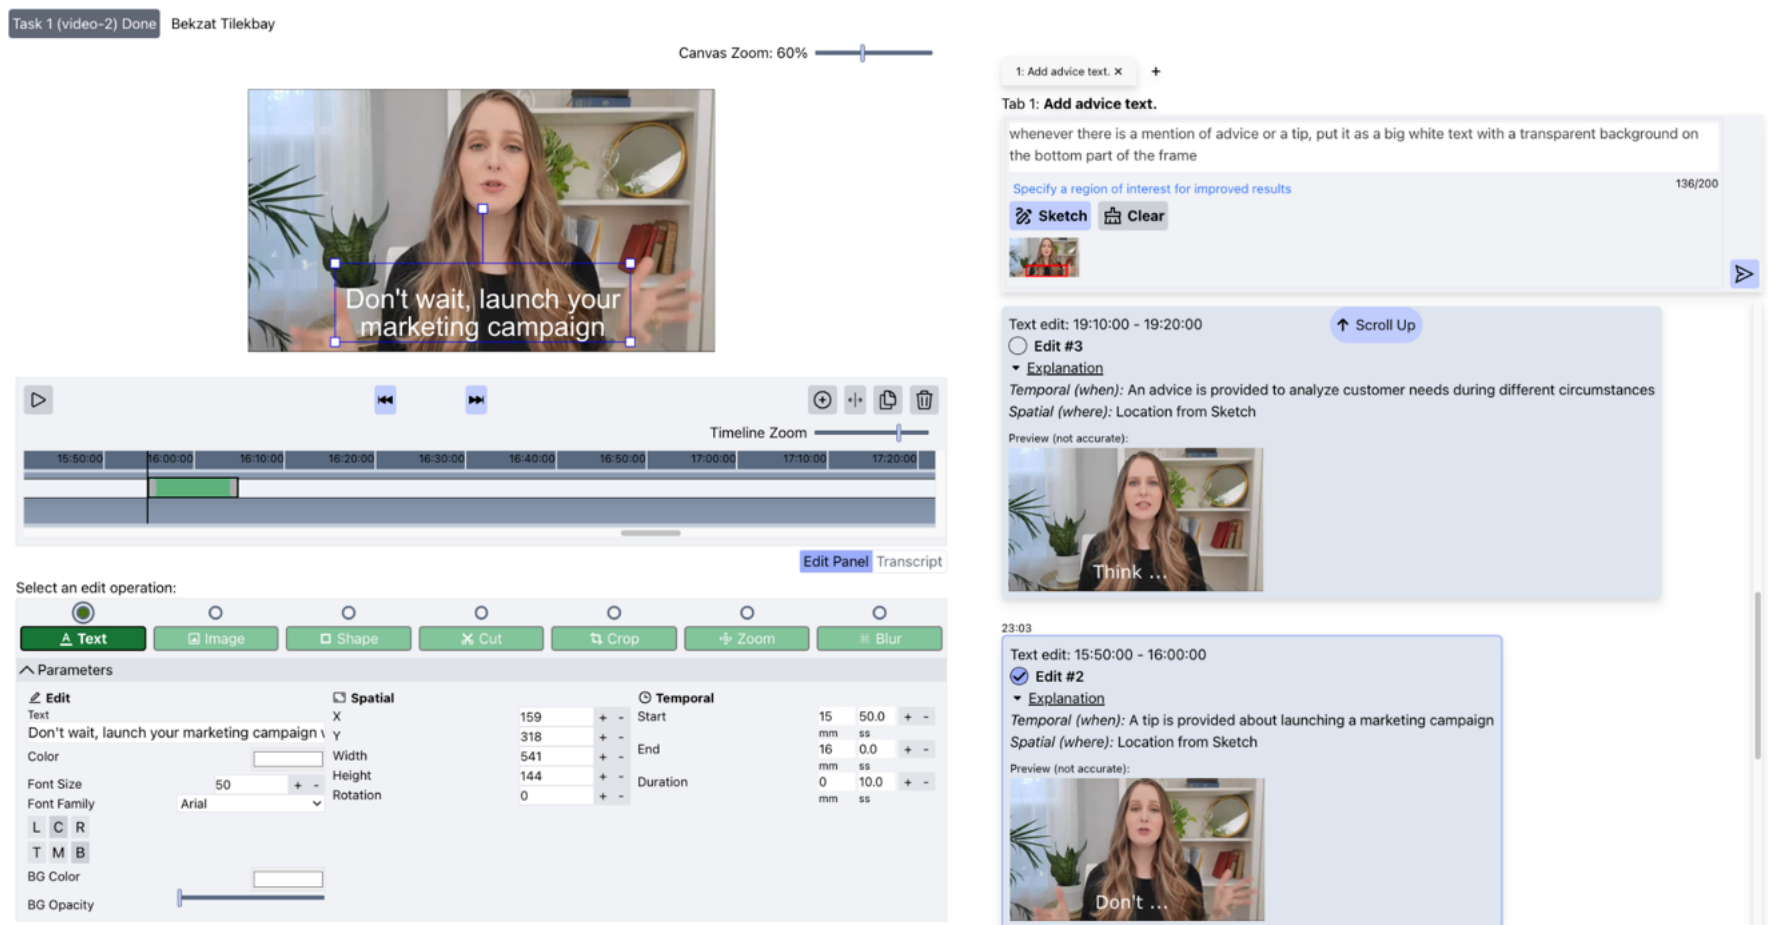 Task 1 (video-2) Done
Bekzat Tilekbay
Canvas Zoom: 60%
Don't wait, launch your
marketing campaign
Timeline Zoom
15:50:00
16:00:00
16:10:00
16:20:00
16:30:00
16:40:00
16:50:00
17:00:00
17:10:00
17:20:00
Edit Panel
Transcript
Select an edit operation:
Text
Image
Shape
Cut
Crop
Zoom
Blur
Parameters
Edit
Text
Don't wait, launch your marketing campaign
Color
Font Size
50
+ -
Font Family
Arial
L C R
T M B
BG Color
BG Opacity
Spatial
X
159
+ -
Y
318
+ -
Width
541
+ -
Height
144
+ -
Rotation
0
+ -
Temporal
Start
15 50.0 + -
mm ss
End
16 0.0 + -
mm ss
Duration
0 10.0 + -
mm ss
1: Add advice text. ×
+
Tab 1: Add advice text.
whenever there is a mention of advice or a tip, put it as a big white text with a transparent background on
the bottom part of the frame
Specify a region of interest for improved results
136/200
Sketch
Clear
Text edit: 19:10:00 - 19:20:00
Scroll Up
Edit #3
Explanation
Temporal (when): An advice is provided to analyze customer needs during different circumstances
Spatial (where): Location from Sketch
Preview (not accurate):
Think ...
23:03
Text edit: 15:50:00 - 16:00:00
Edit #2
Explanation
Temporal (when): A tip is provided about launching a marketing campaign
Spatial (where): Location from Sketch
Preview (not accurate):
Don't ...